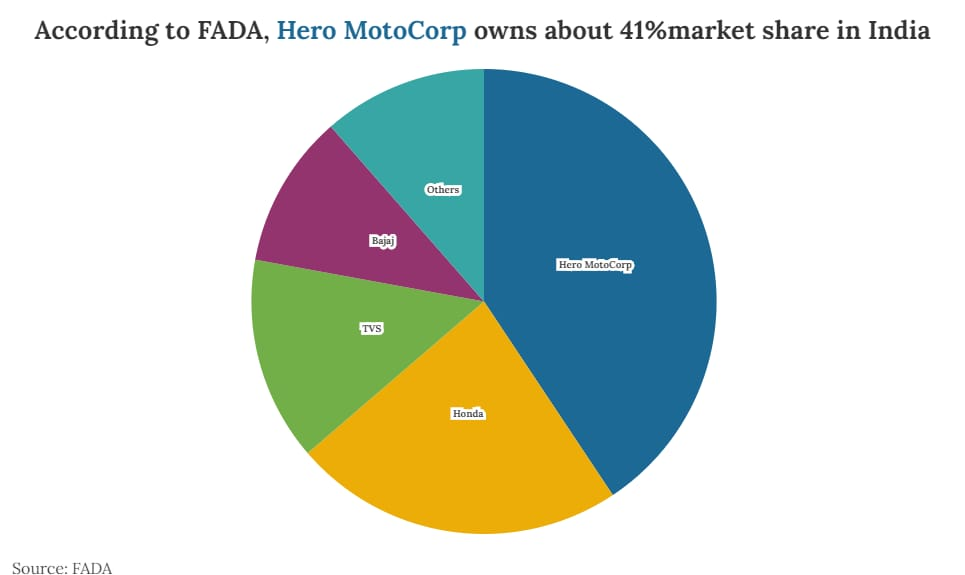 According to FADA, Hero MotoCorp owns about 41%market share in India
Others
Bajaj
Hero MotoCorp
TVS
Honda
Source: FADA